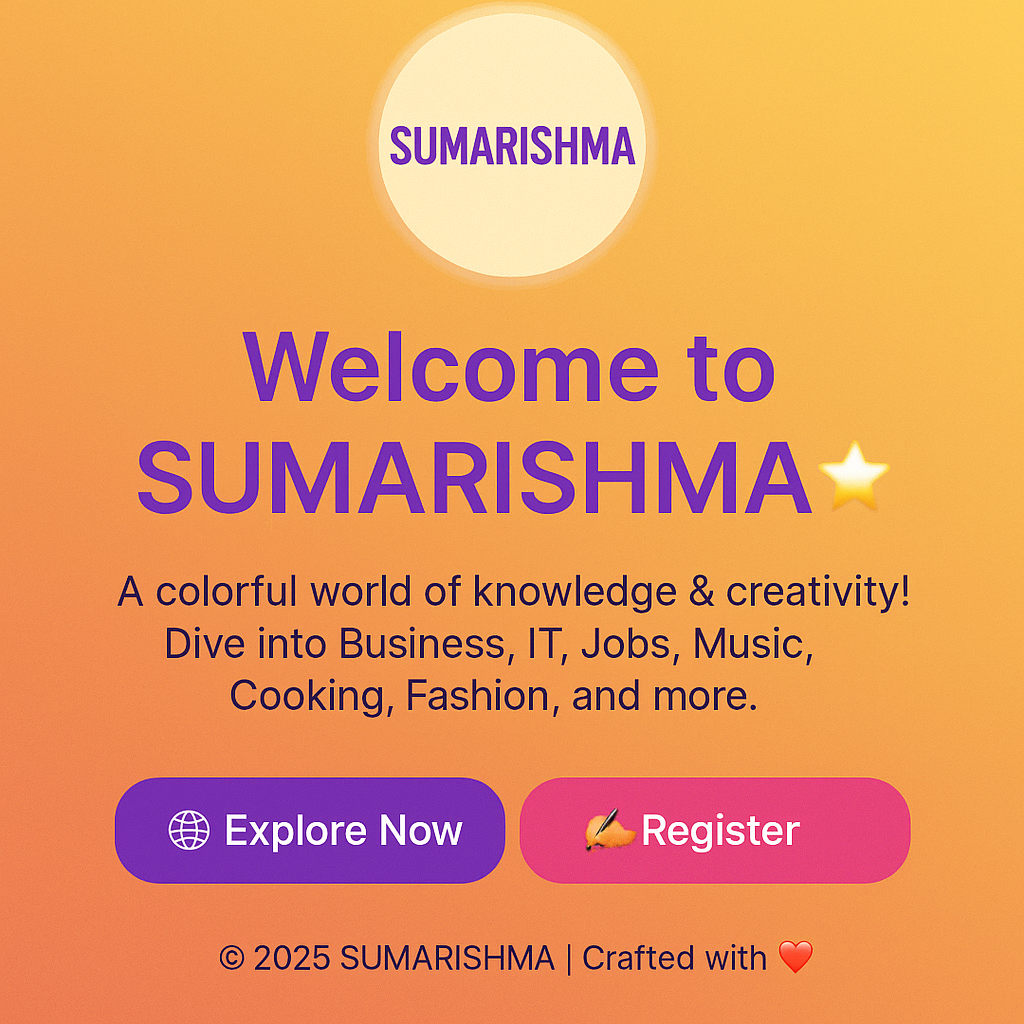 SUMARISHMA
Welcome to
SUMARISHMA⭐
A colorful world of knowledge & creativity!
Dive into Business, IT, Jobs, Music,
Cooking, Fashion, and more.
🌐 Explore Now
✍️ Register
© 2025 SUMARISHMA | Crafted with ❤️